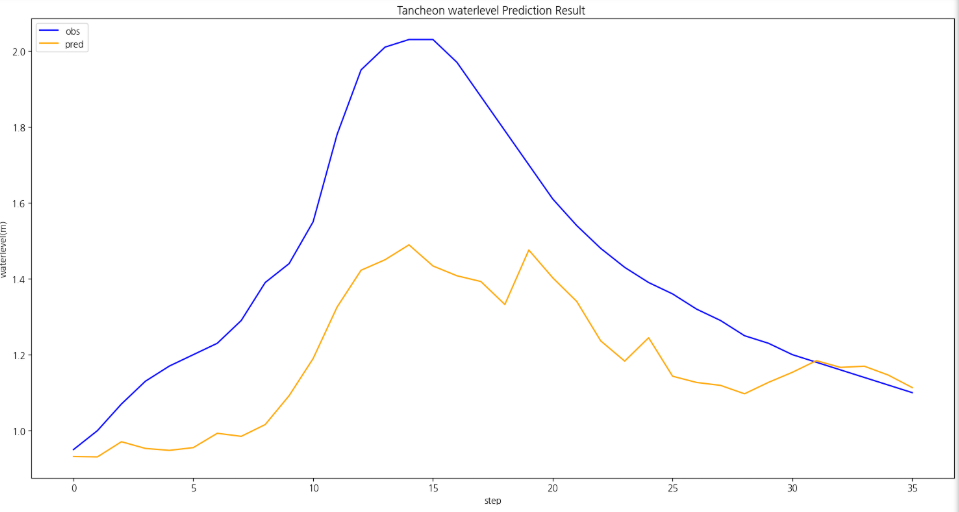 Tancheon waterlevel Prediction Result
obs
pred
2.0
1.8
1.6
1.4
1.2
1.0
waterlevel(m)
0 5 10 15 20 25 30 35
step